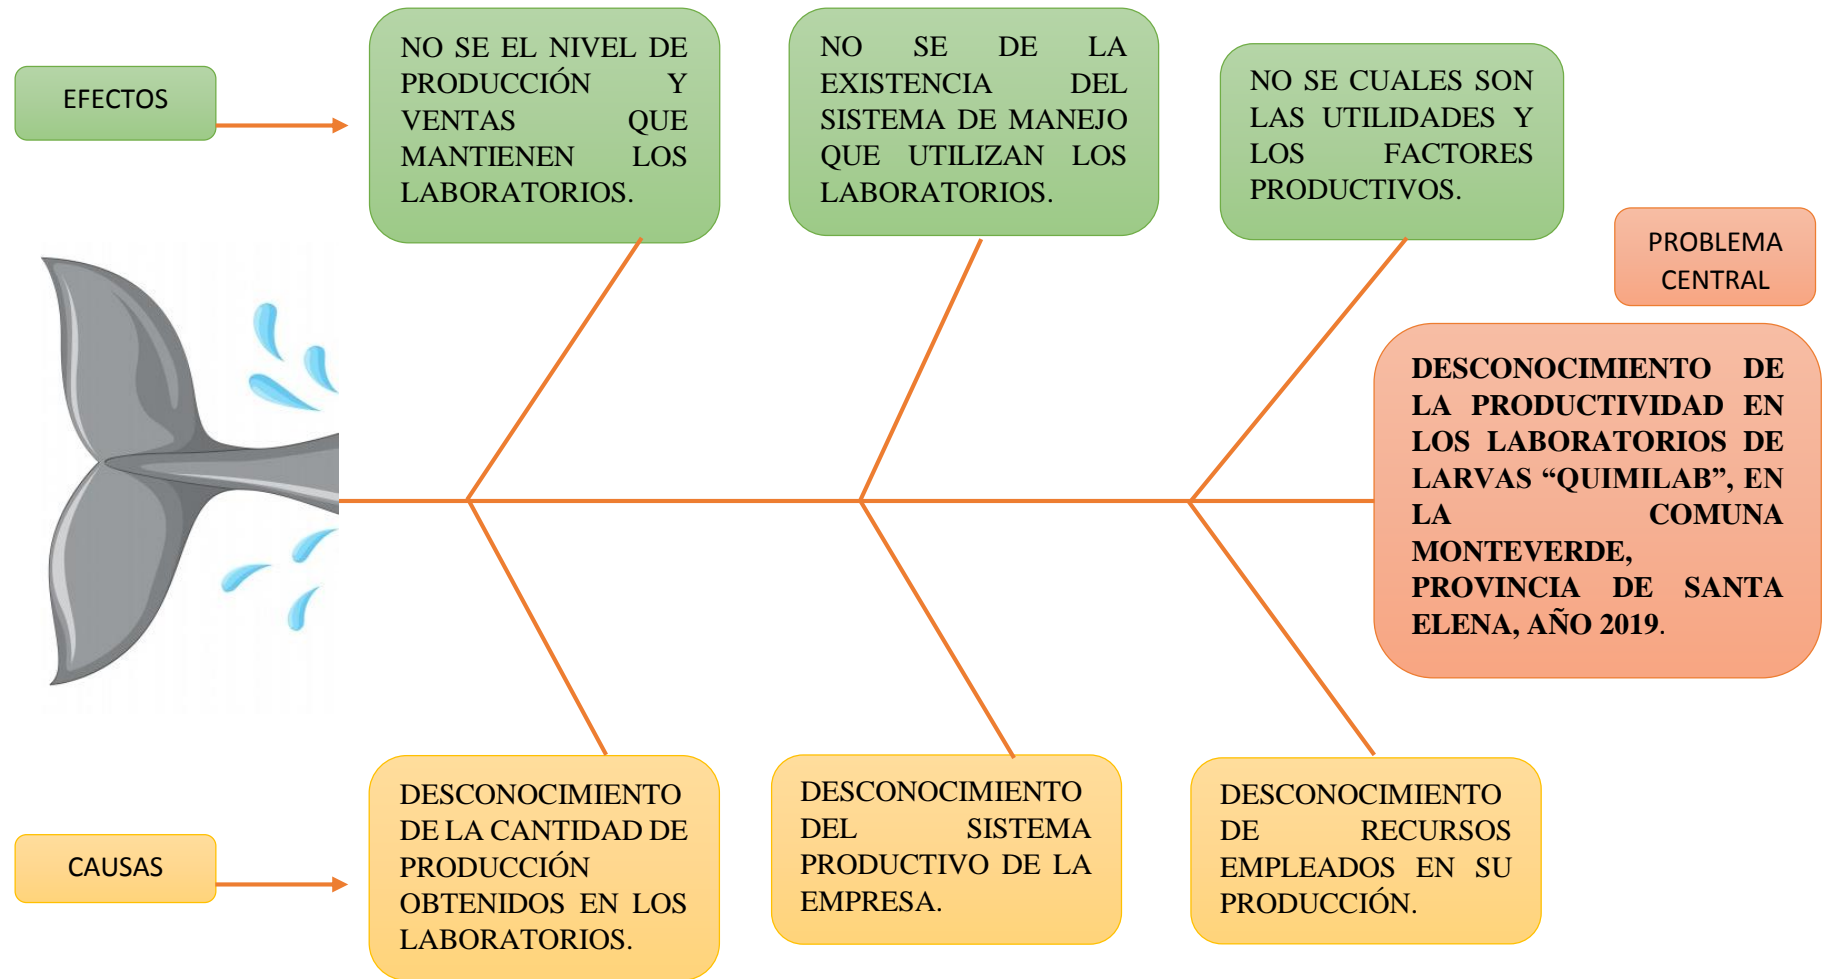 EFECTOS
NO SE EL NIVEL DE
PRODUCCIÓN Y
VENTAS QUE
MANTIENEN LOS
LABORATORIOS.
NO SE DE LA
EXISTENCIA DEL
SISTEMA DE MANEJO
QUE UTILIZAN LOS
LABORATORIOS.
NO SE CUALES SON
LAS UTILIDADES Y
LOS FACTORES
PRODUCTIVOS.
PROBLEMA
CENTRAL
DESCONOCIMIENTO DE
LA PRODUCTIVIDAD EN
LOS LABORATORIOS DE
LARVAS “QUIMILAB”, EN
LA COMUNA
MONTEVERDE,
PROVINCIA DE SANTA
ELENA, AÑO 2019.
CAUSAS
DESCONOCIMIENTO
DE LA CANTIDAD DE
PRODUCCIÓN
OBTENIDOS EN LOS
LABORATORIOS.
DESCONOCIMIENTO
DEL SISTEMA
PRODUCTIVO DE LA
EMPRESA.
DESCONOCIMIENTO
DE RECURSOS
EMPLEADOS EN SU
PRODUCCIÓN.